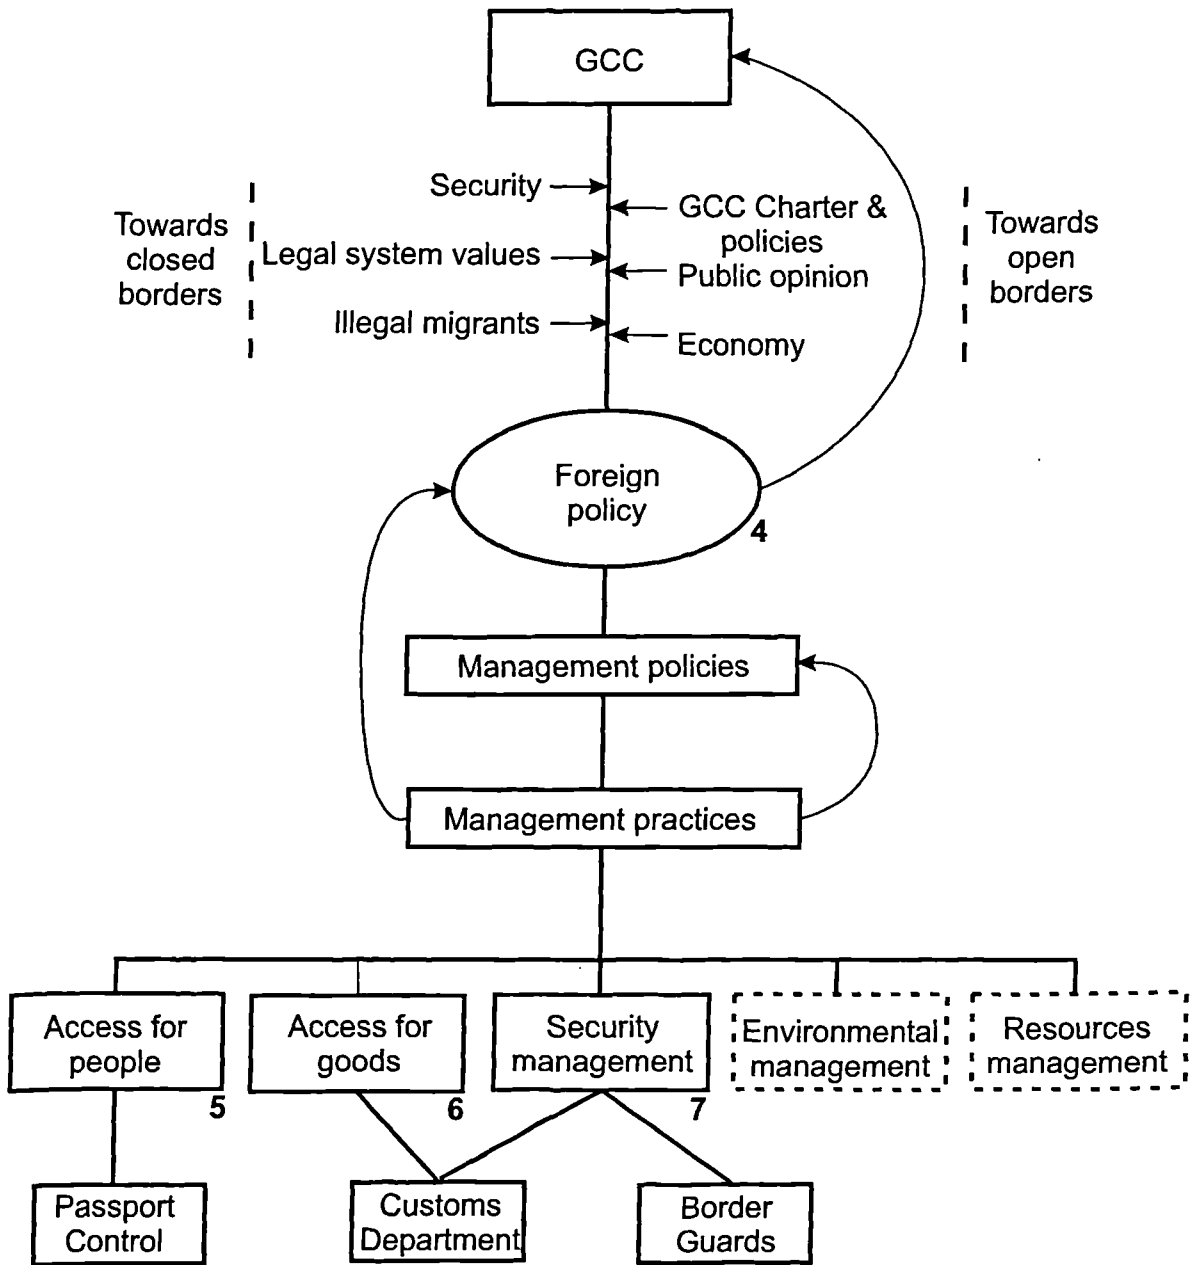 GCC
Security
GCC Charter &
policies
Towards
closed
borders
Legal system values
Public opinion
Towards
open
borders
Illegal migrants
Economy
Foreign
policy
4
Management policies
Management practices
Access for
people
5
Access for
goods
6
Security
management
7
Environmental
management
Resources
management
Passport
Control
Customs
Department
Border
Guards